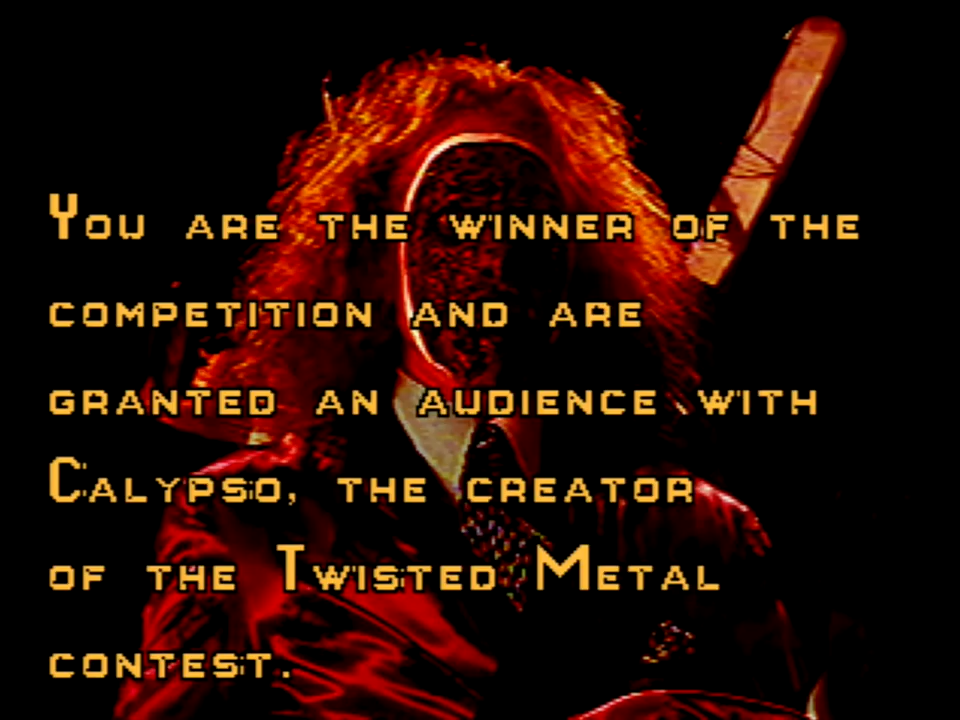 You are the winner of the
competition and are
granted an audience with
Calypso, the creator
of the Twisted Metal
contest.